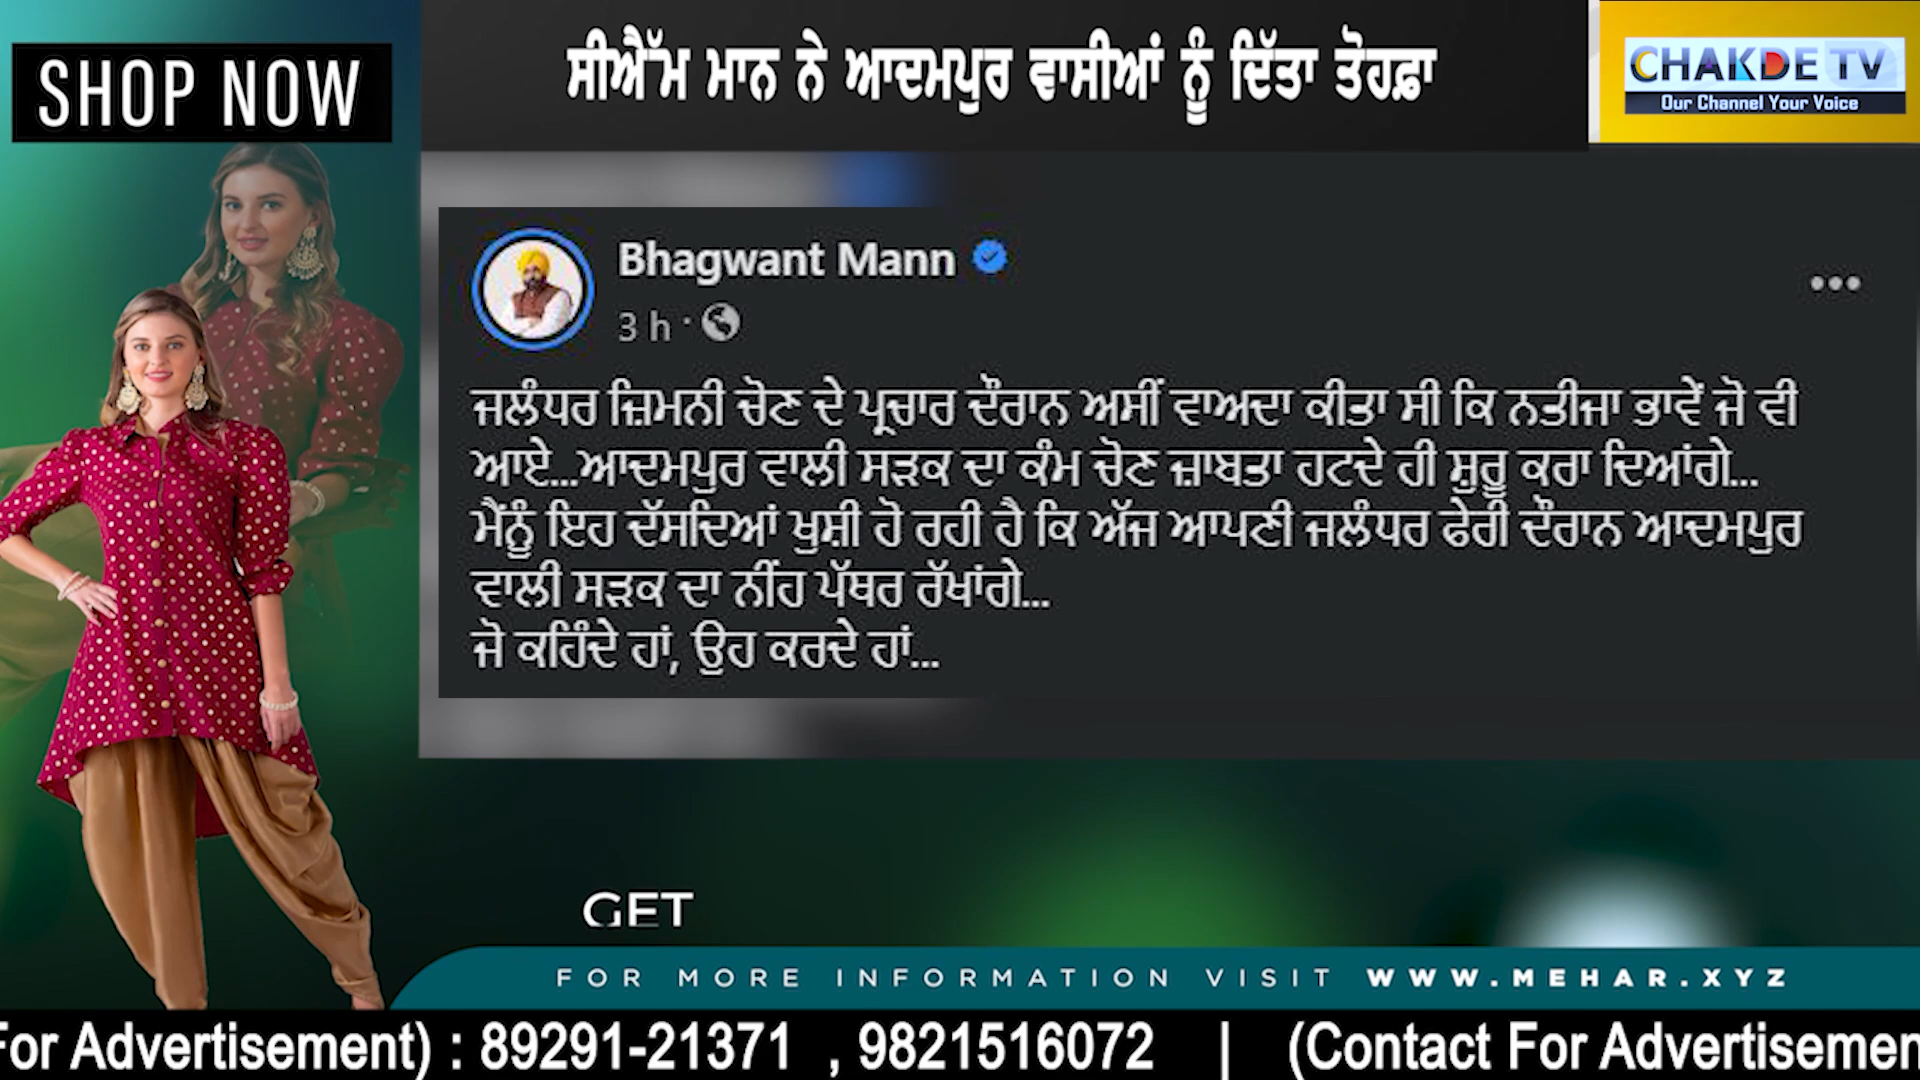 SHOP NOW
ਸੀਐੱਮ ਮਾਨ ਨੇ ਆਦਮਪੁਰ ਵਾਸੀਆਂ ਨੂੰ ਦਿੱਤਾ ਤੋਹਫ਼ਾ
CHAKDE TV
Our Channel Your Voice
Bhagwant Mann
3 h ·
ਜਲੰਧਰ ਜ਼ਿਮਨੀ ਚੋਣ ਦੇ ਪ੍ਰਚਾਰ ਦੌਰਾਨ ਅਸੀਂ ਵਾਅਦਾ ਕੀਤਾ ਸੀ ਕਿ ਨਤੀਜਾ ਭਾਵੇਂ ਜੋ ਵੀ
ਆਏ...ਆਦਮਪੁਰ ਵਾਲੀ ਸੜਕ ਦਾ ਕੰਮ ਚੋਣ ਜ਼ਾਬਤਾ ਹਟਦੇ ਹੀ ਸ਼ੁਰੂ ਕਰਾ ਦਿਆਂਗੇ...
ਮੈਂਨੂੰ ਇਹ ਦੱਸਦਿਆਂ ਖੁਸ਼ੀ ਹੋ ਰਹੀ ਹੈ ਕਿ ਅੱਜ ਆਪਣੀ ਜਲੰਧਰ ਫੇਰੀ ਦੌਰਾਨ ਆਦਮਪੁਰ
ਵਾਲੀ ਸੜਕ ਦਾ ਨੀਂਹ ਪੱਥਰ ਰੱਖਾਂਗੇ...
ਜੋ ਕਹਿੰਦੇ ਹਾਂ, ਉਹ ਕਰਦੇ ਹਾਂ...
GET
FOR MORE INFORMATION VISIT WWW.MEHAR.XYZ
For Advertisement) : 89291-21371 , 9821516072 | (Contact For Advertisemen